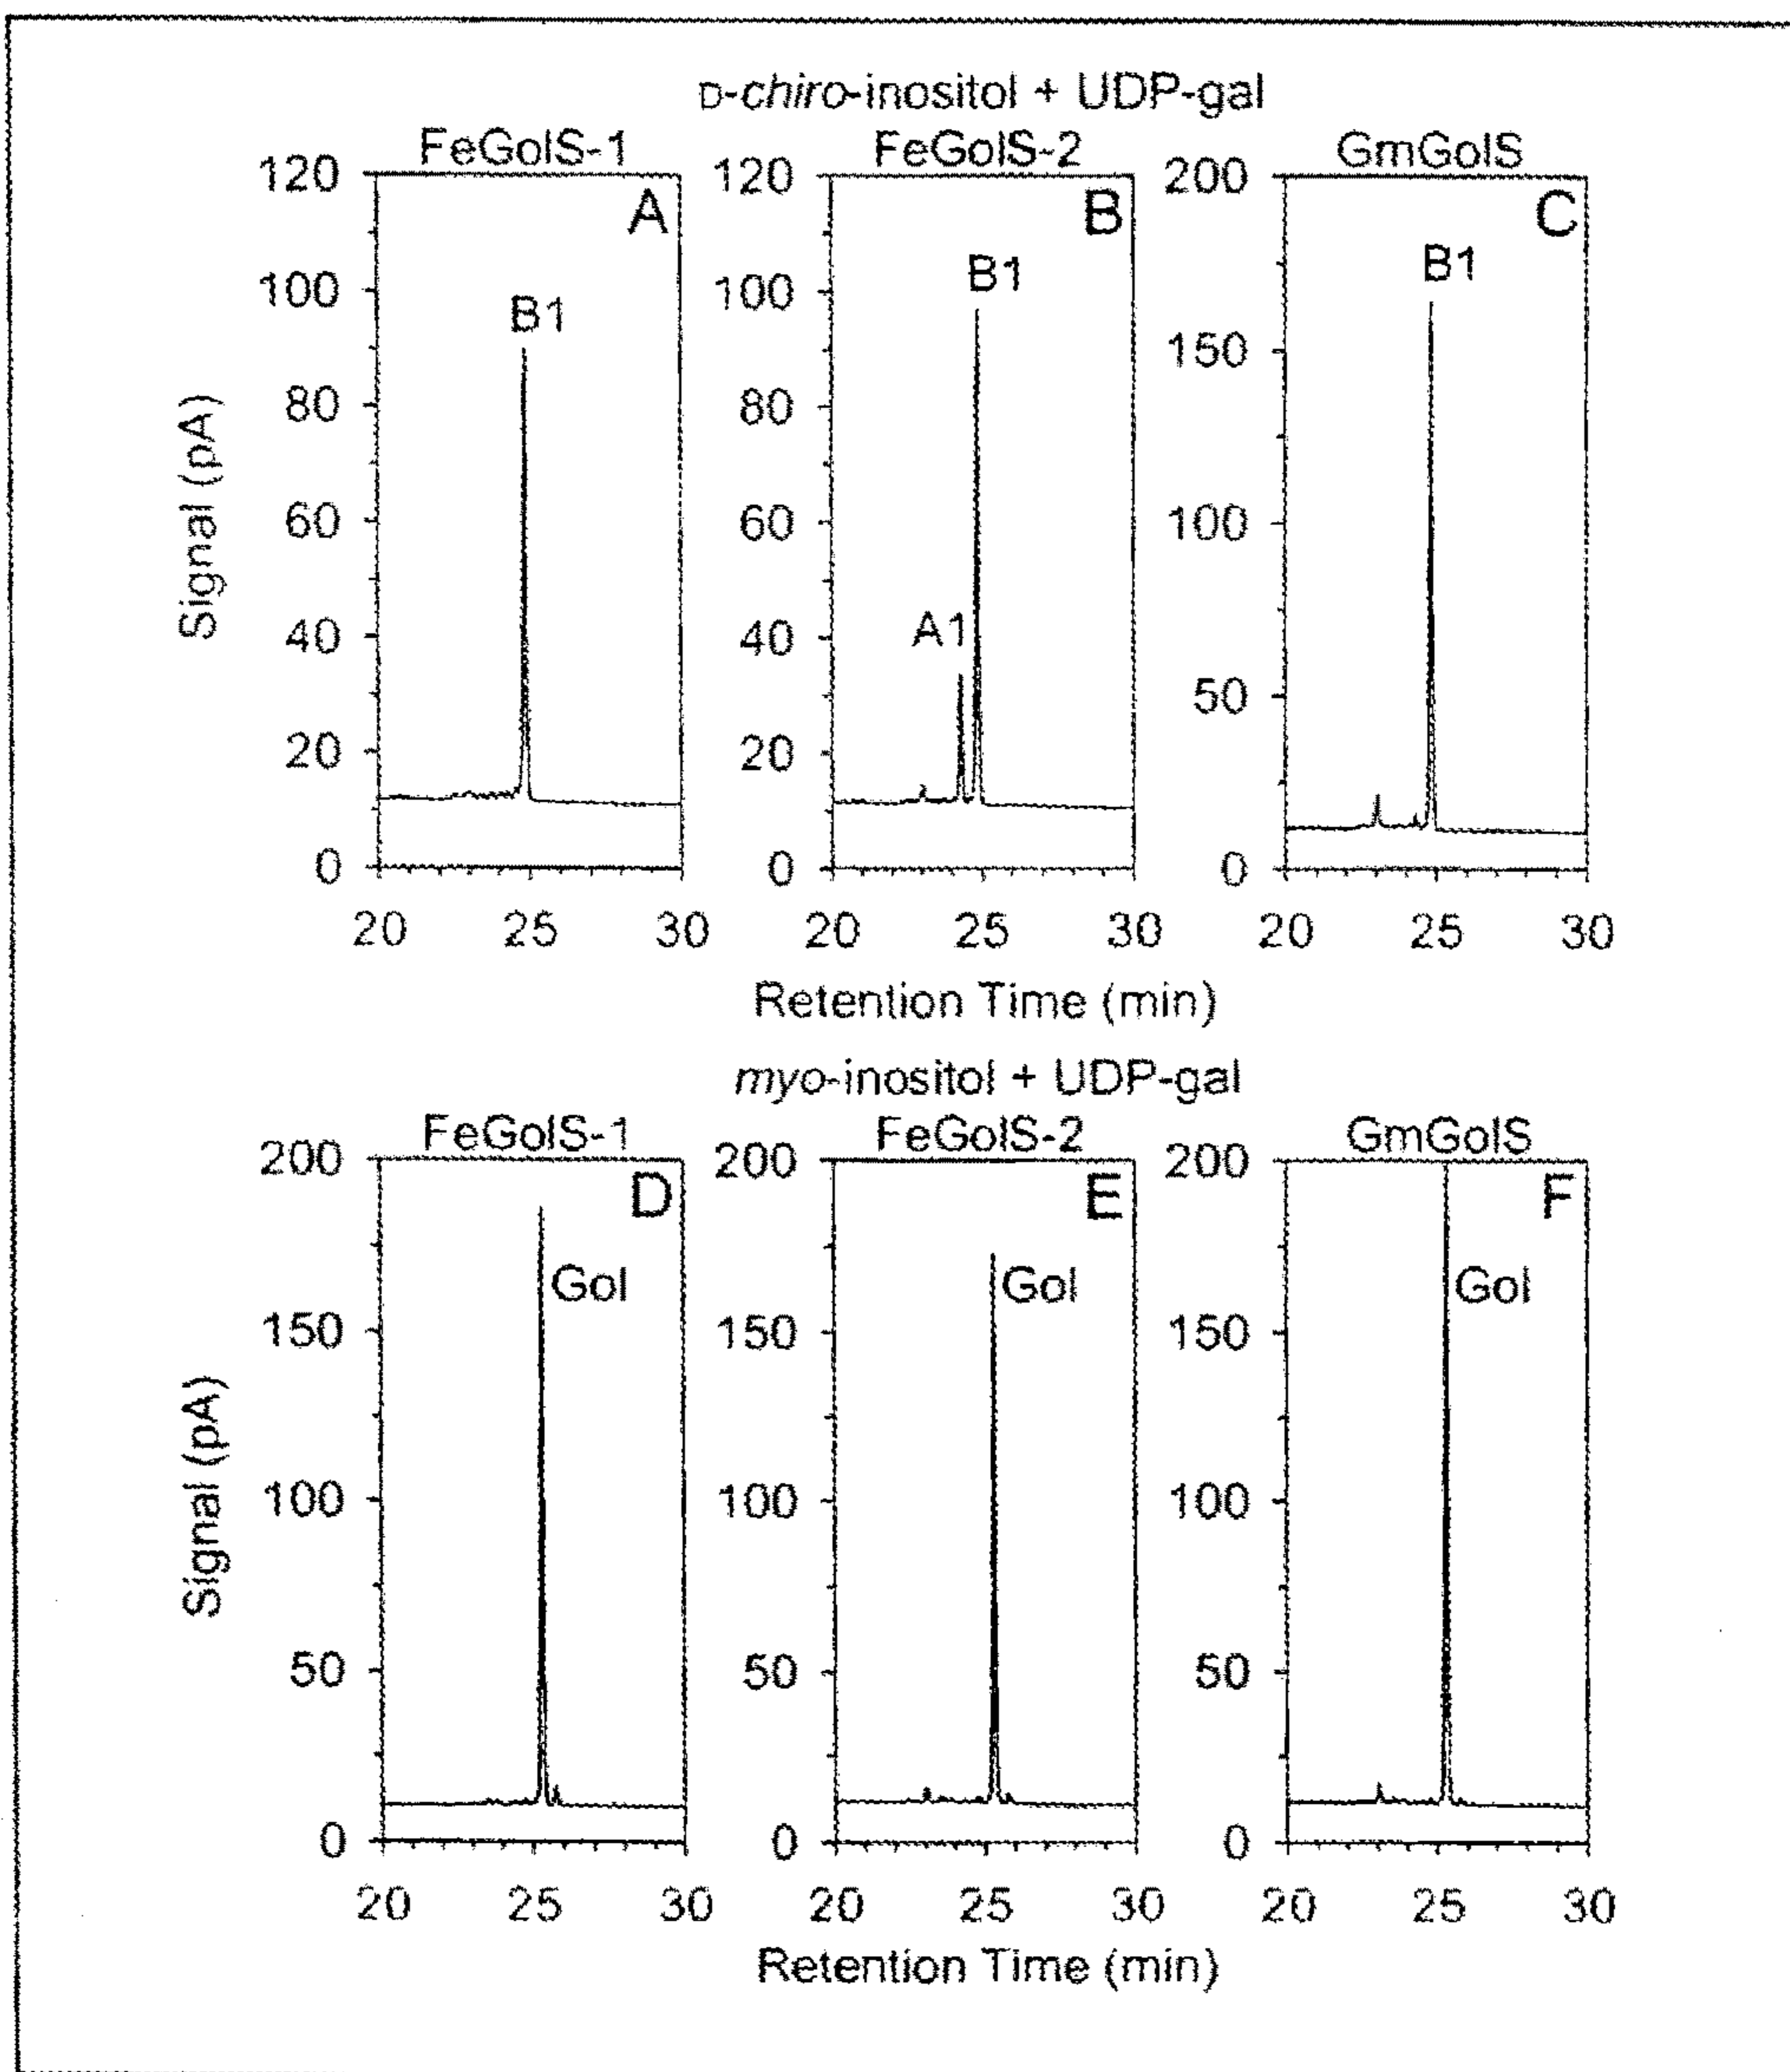 D-chiro-inositol + UDP-gal
FeGolS-1 FeGolS-2 GmGolS
120 120 200
A B C
B1 B1 B1
100 100 150
80 80
60 60 100
A1
40 40 50
20 20
0 0 0
Signal (pA)
20 25 30 20 25 30 20 25 30
Retention Time (min)
myo-inositol + UDP-gal
FeGolS-1 FeGolS-2 GmGolS
200 200 200
D E F
Gol Gol Gol
150 150 150
100 100 100
50 50 50
0 0 0
Signal (pA)
20 25 30 20 25 30 20 25 30
Retention Time (min)